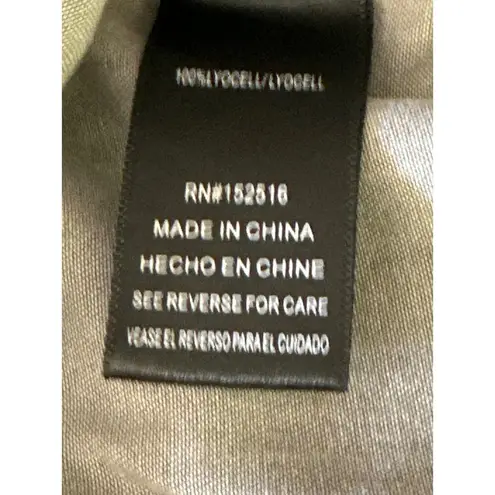 100%LYOCELL/LYOCELL
RN#152516
MADE IN CHINA
HECHO EN CHINE
SEE REVERSE FOR CARE
VEASE EL REVERSO PARA EL CUIDADO